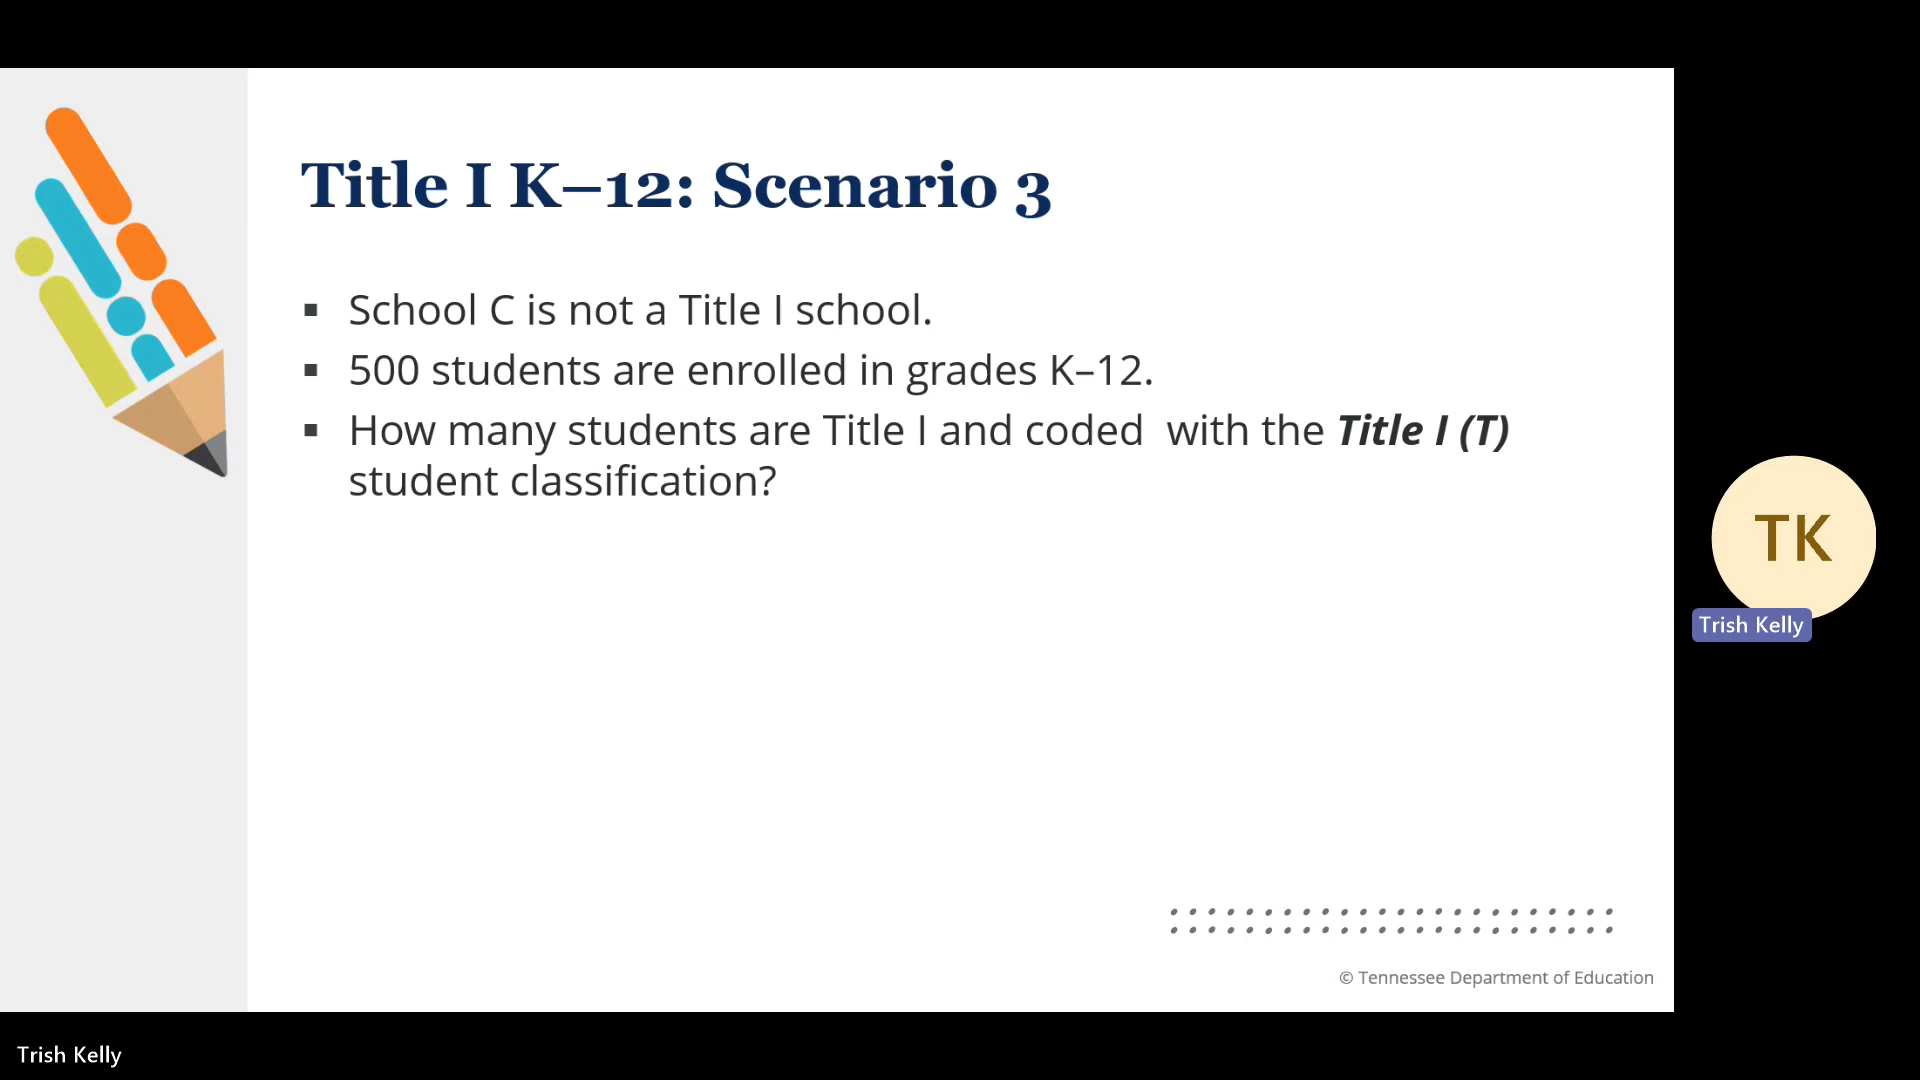 Title I K–12: Scenario 3
▪ School C is not a Title I school.
▪ 500 students are enrolled in grades K–12.
▪ How many students are Title I and coded  with the Title I (T)
student classification?
TK
Trish Kelly
© Tennessee Department of Education
Trish Kelly